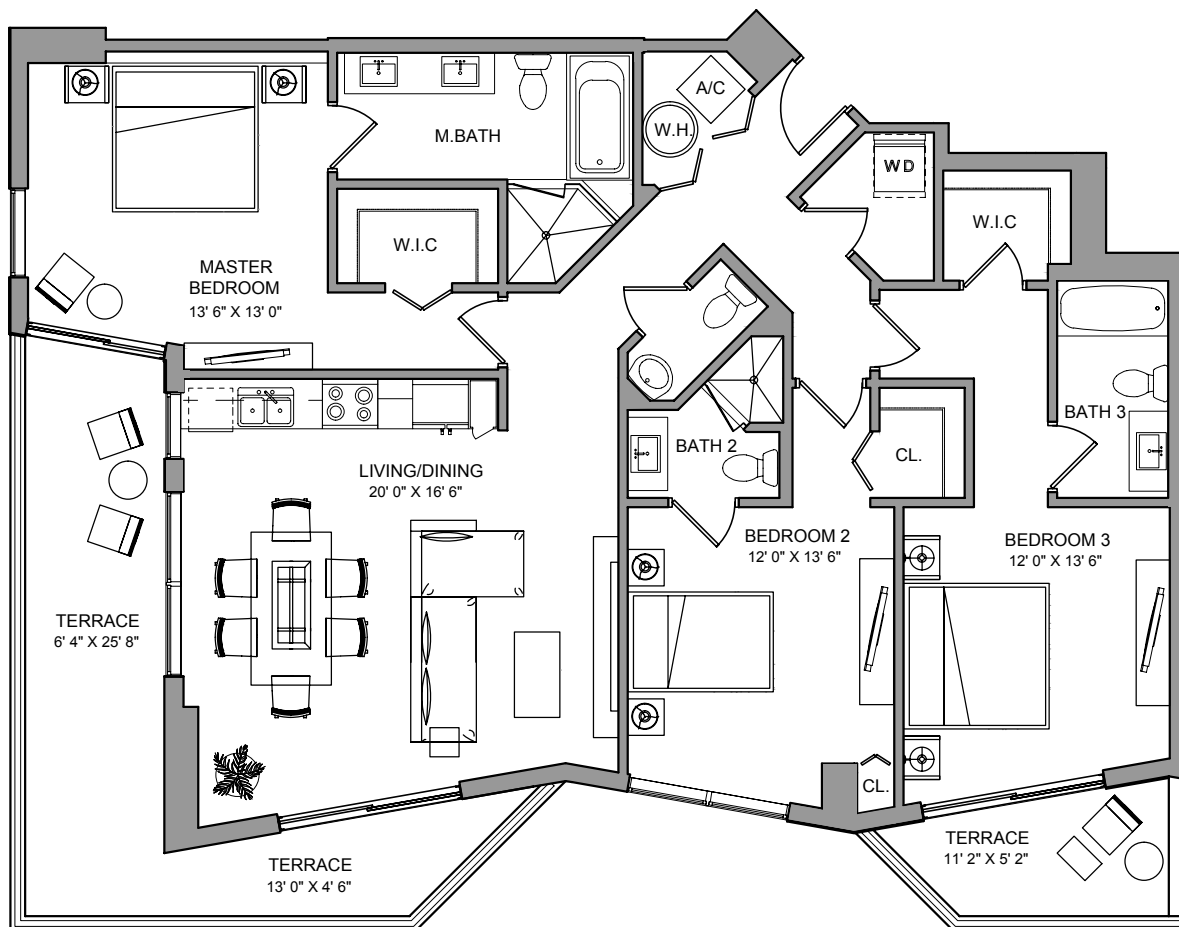 A/C
W.H.
M.BATH
WD
W.I.C
W.I.C
MASTER
BEDROOM
13' 6" X 13' 0"
BATH 3
BATH 2
CL.
LIVING/DINING
20' 0" X 16' 6"
BEDROOM 2
12' 0" X 13' 6"
BEDROOM 3
12' 0" X 13' 6"
TERRACE
6' 4" X 25' 8"
CL.
TERRACE
13' 0" X 4' 6"
TERRACE
11' 2" X 5' 2"